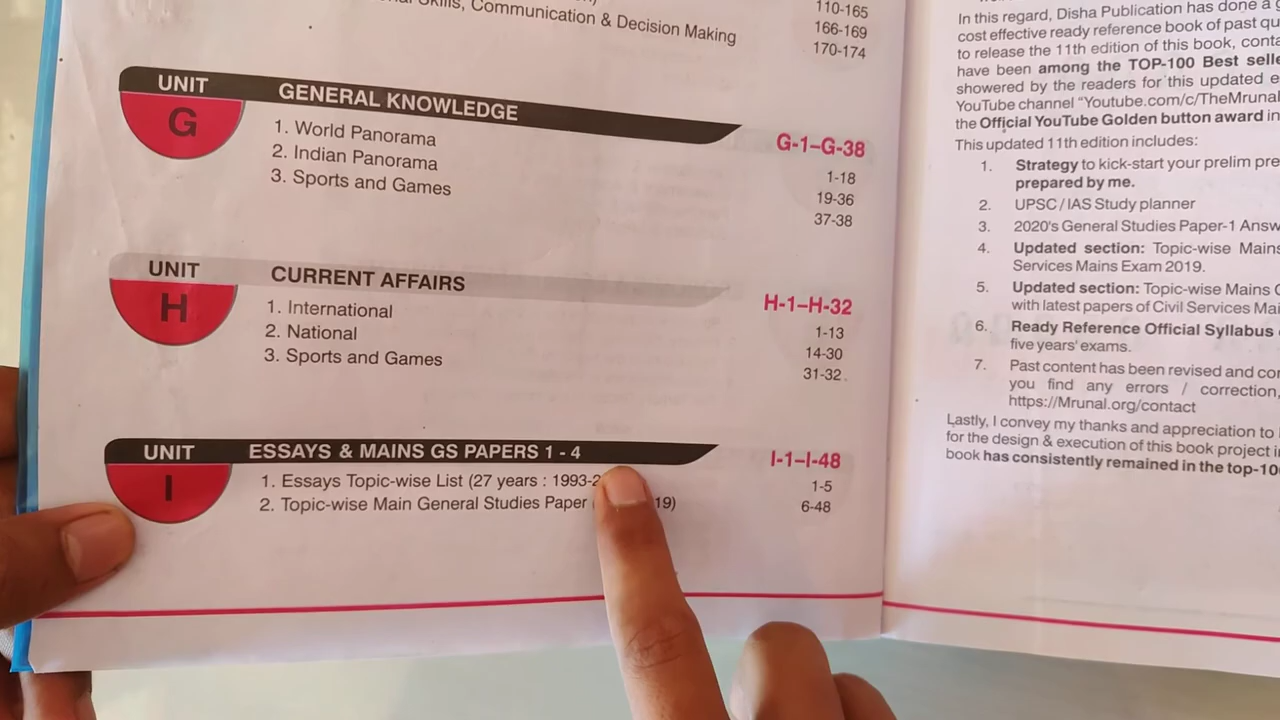 Skills, Communication & Decision Making
110-165
166-169
170-174
UNIT
G
GENERAL KNOWLEDGE
G-1–G-38
1. World Panorama
1-18
2. Indian Panorama
19-36
3. Sports and Games
37-38
UNIT
H
CURRENT AFFAIRS
H-1–H-32
1. International
1-13
2. National
14-30
3. Sports and Games
31-32
UNIT
I
ESSAYS & MAINS GS PAPERS 1 - 4
I-1–I-48
1. Essays Topic-wise List (27 years : 1993-2
1-5
2. Topic-wise Main General Studies Paper 19)
6-48
In this regard, Disha Publication has done a
cost effective ready reference book of past
to release the 11th edition of this book,
have been among the TOP-100 Best
showered by the readers for this updated
YouTube channel "Youtube.com/c/TheMrunal
the Official YouTube Golden button award in
This updated 11th edition includes:
1. Strategy to kick-start your prelim
prepared by me.
2. UPSC / IAS Study planner
3. 2020's General Studies Paper-1
4. Updated section: Topic-wise Mains
Services Mains Exam 2019.
5. Updated section: Topic-wise Mains
with latest papers of Civil Services
6. Ready Reference Official Syllabus
five years' exams.
7. Past content has been revised and
you find any errors / correction,
https://Mrunal.org/contact
Lastly, I convey my thanks and appreciation to
for the design & execution of this book project
book has consistently remained in the